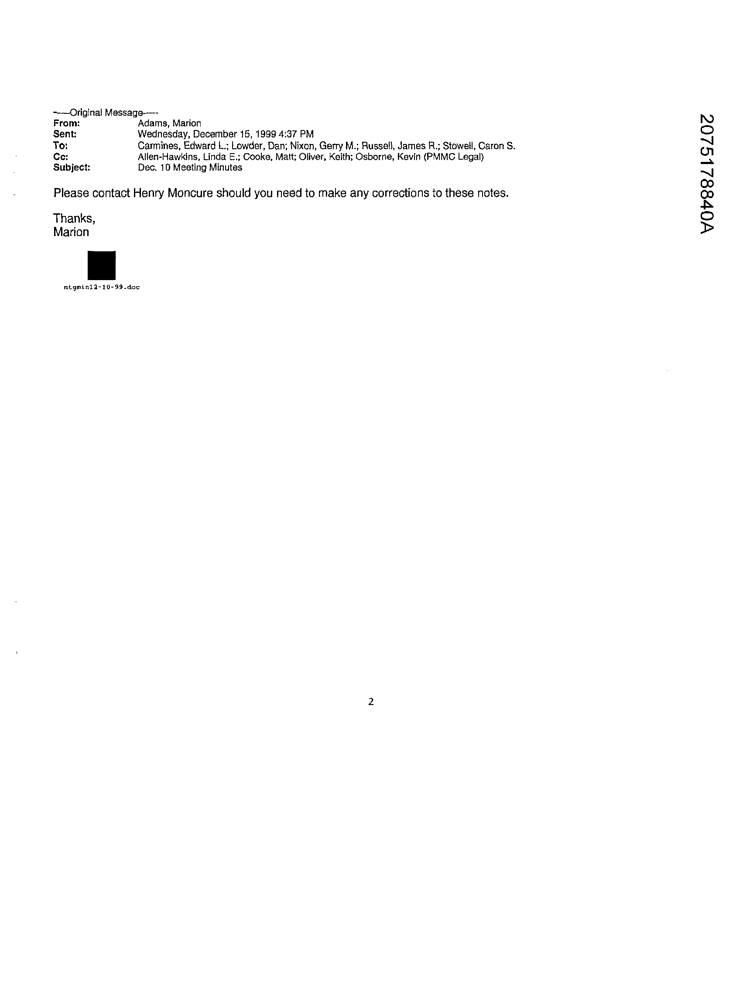 -----Original Message-----
From: Adams, Marion
Sent: Wednesday, December 15, 1999 4:37 PM
To: Carmines, Edward L.; Lowder, Dan; Nixon, Gerry M.; Russell, James R.; Stowell, Caron S.
Cc: Allen-Hawkins, Linda E.; Cooke, Matt; Oliver, Keith; Osborne, Kevin (PMMC Legal)
Subject: Dec. 10 Meeting Minutes
Please contact Henry Moncure should you need to make any corrections to these notes.
Thanks,
Marion
mtgmin12-10-99.doc
2
2075178840A